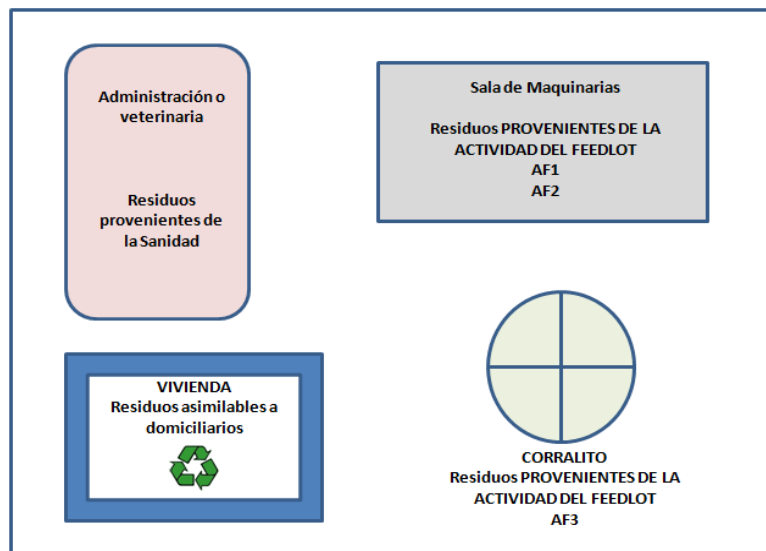 Administración o
veterinaria
Residuos
provenientes de
la Sanidad
Sala de Maquinarias
Residuos PROVENIENTES DE LA
ACTIVIDAD DEL FEEDLOT
AF1
AF2
VIVIENDA
Residuos asimilables a
domiciliarios
CORRALITO
Residuos PROVENIENTES DE LA
ACTIVIDAD DEL FEEDLOT
AF3